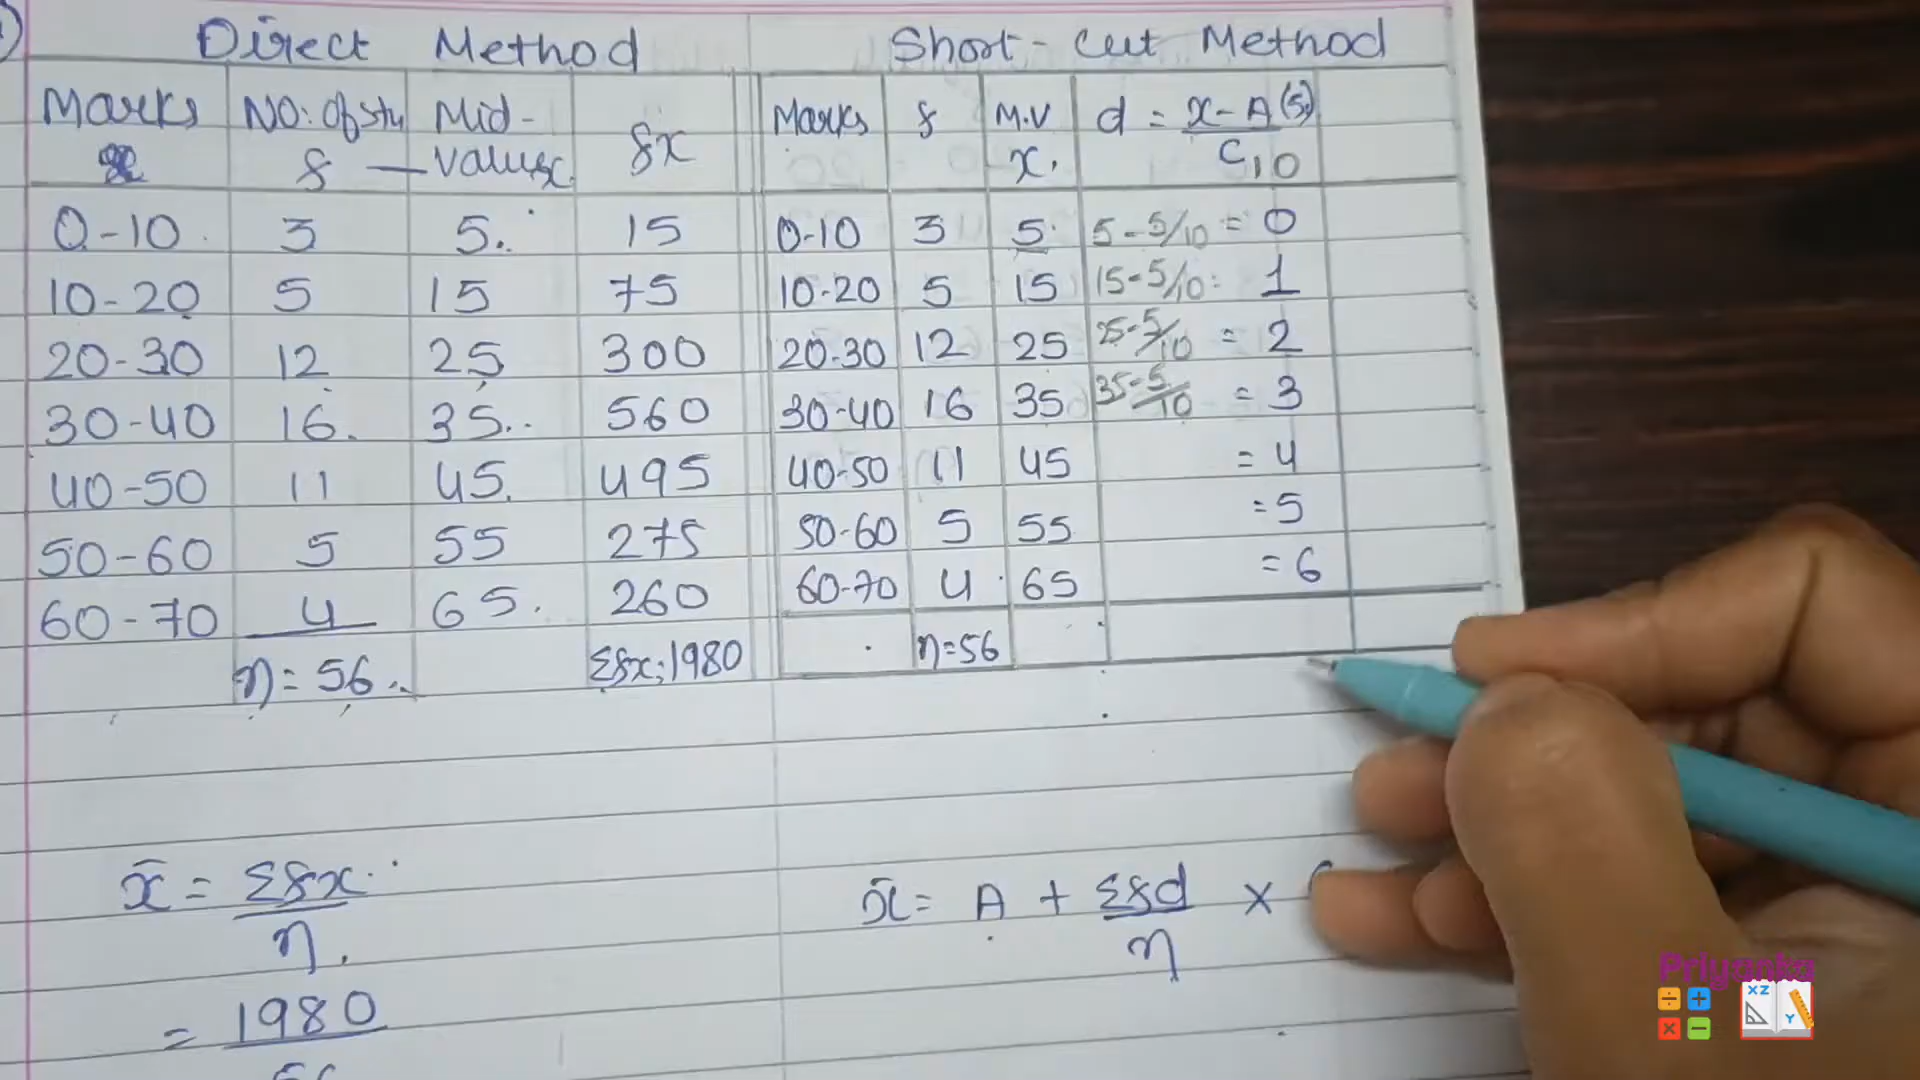 Direct Method Short-cut Method
Marks NO: Of stu Mid- fx Marks f M.V d = x - A(5)
f — values x x. C, 10
0-10 3 5. 15 0-10 3 5. 5-5/10 = 0
10-20 5 15 75 10-20 5 15 15-5/10 = 1
20-30 12 25 300 20-30 12 25 25-5/10 = 2
30-40 16. 35.. 560 30-40 16 35 35-5/10 = 3
40-50 11 45. 495 40-50 11 45 = 4
50-60 5 55 275 50-60 5 55 = 5
60-70 4 65. 260 60-70 4 65 = 6
n = 56. Σfx = 1980 n=56
x̄ = Σfx x̄ = A + Σfd ×
n. n
= 1980
Priyanka
XZ
Y